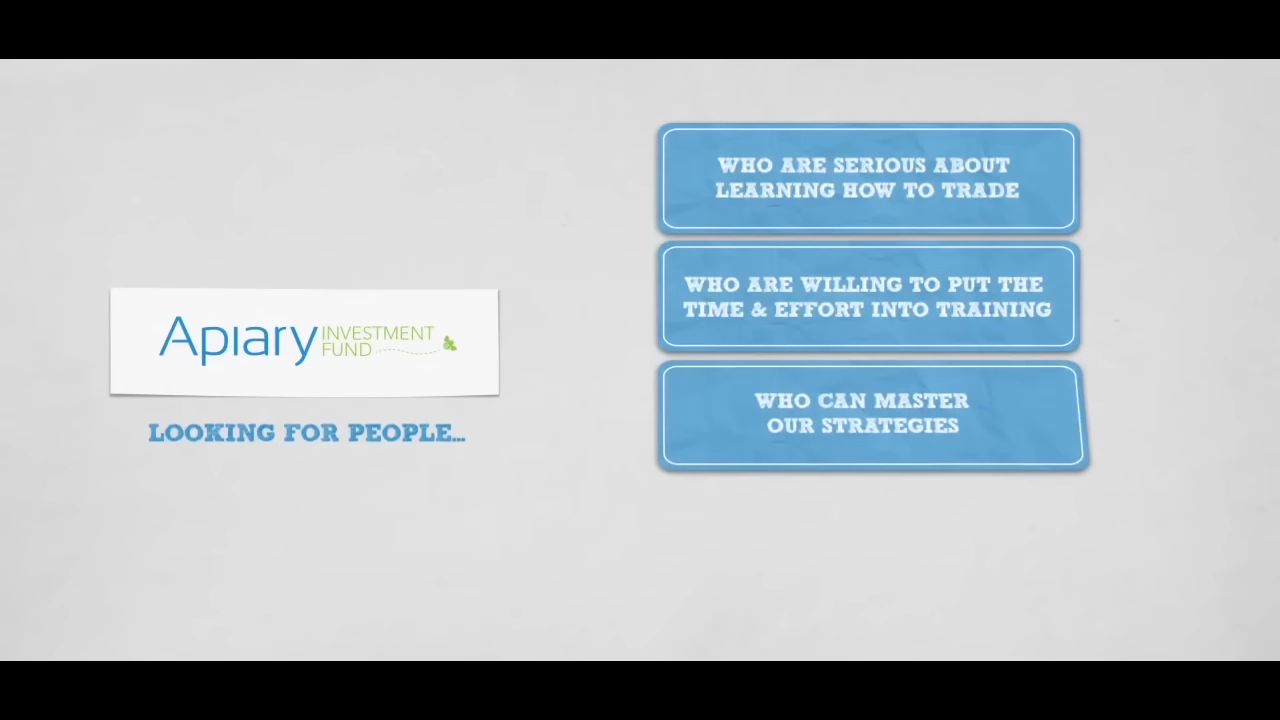 Apiary INVESTMENT
FUND
LOOKING FOR PEOPLE...
WHO ARE SERIOUS ABOUT
LEARNING HOW TO TRADE
WHO ARE WILLING TO PUT THE
TIME & EFFORT INTO TRAINING
WHO CAN MASTER
OUR STRATEGIES